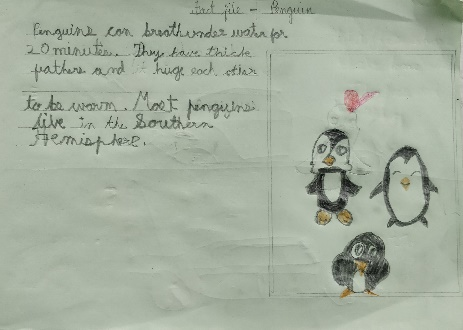 Fact file - Penguin
Penguins can breath under water for
20 minutes. They have thick
feathers and huge each other
to be warm. Most penguins
live in the Southern
Hemisphere.